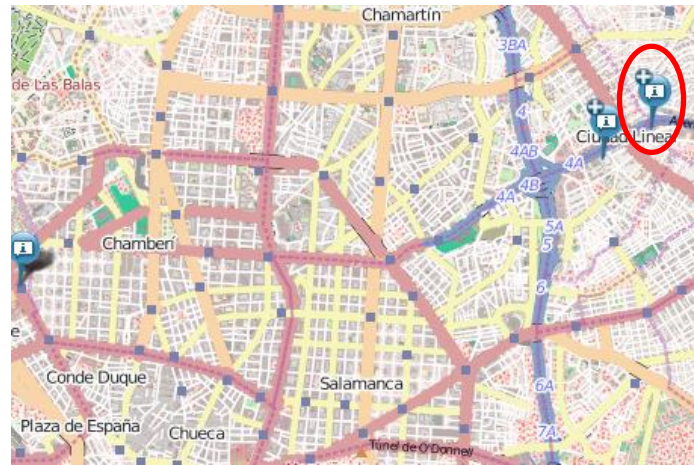 Chamartín
3BA
de Las Balas
4
Ciudad Lineal
4AB
4A
4B
4A
5A
5
Chamberí
6
Conde Duque
Salamanca
6A
Plaza de España
Chueca
7A
Túnel de O'Donnell